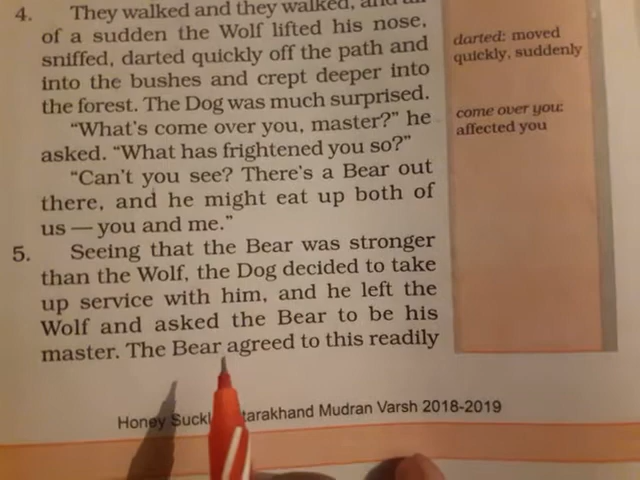 4. They walked and they walked, and all
of a sudden the Wolf lifted his nose,
sniffed, darted quickly off the path and
into the bushes and crept deeper into
the forest. The Dog was much surprised.
"What's come over you, master?" he
asked. "What has frightened you so?"
"Can't you see? There's a Bear out
there, and he might eat up both of
us — you and me."
5. Seeing that the Bear was stronger
than the Wolf, the Dog decided to take
up service with him, and he left the
Wolf and asked the Bear to be his
master. The Bear agreed to this readily
darted: moved
quickly, suddenly
come over you:
affected you
Honey Suckl tarakhand Mudran Varsh 2018-2019